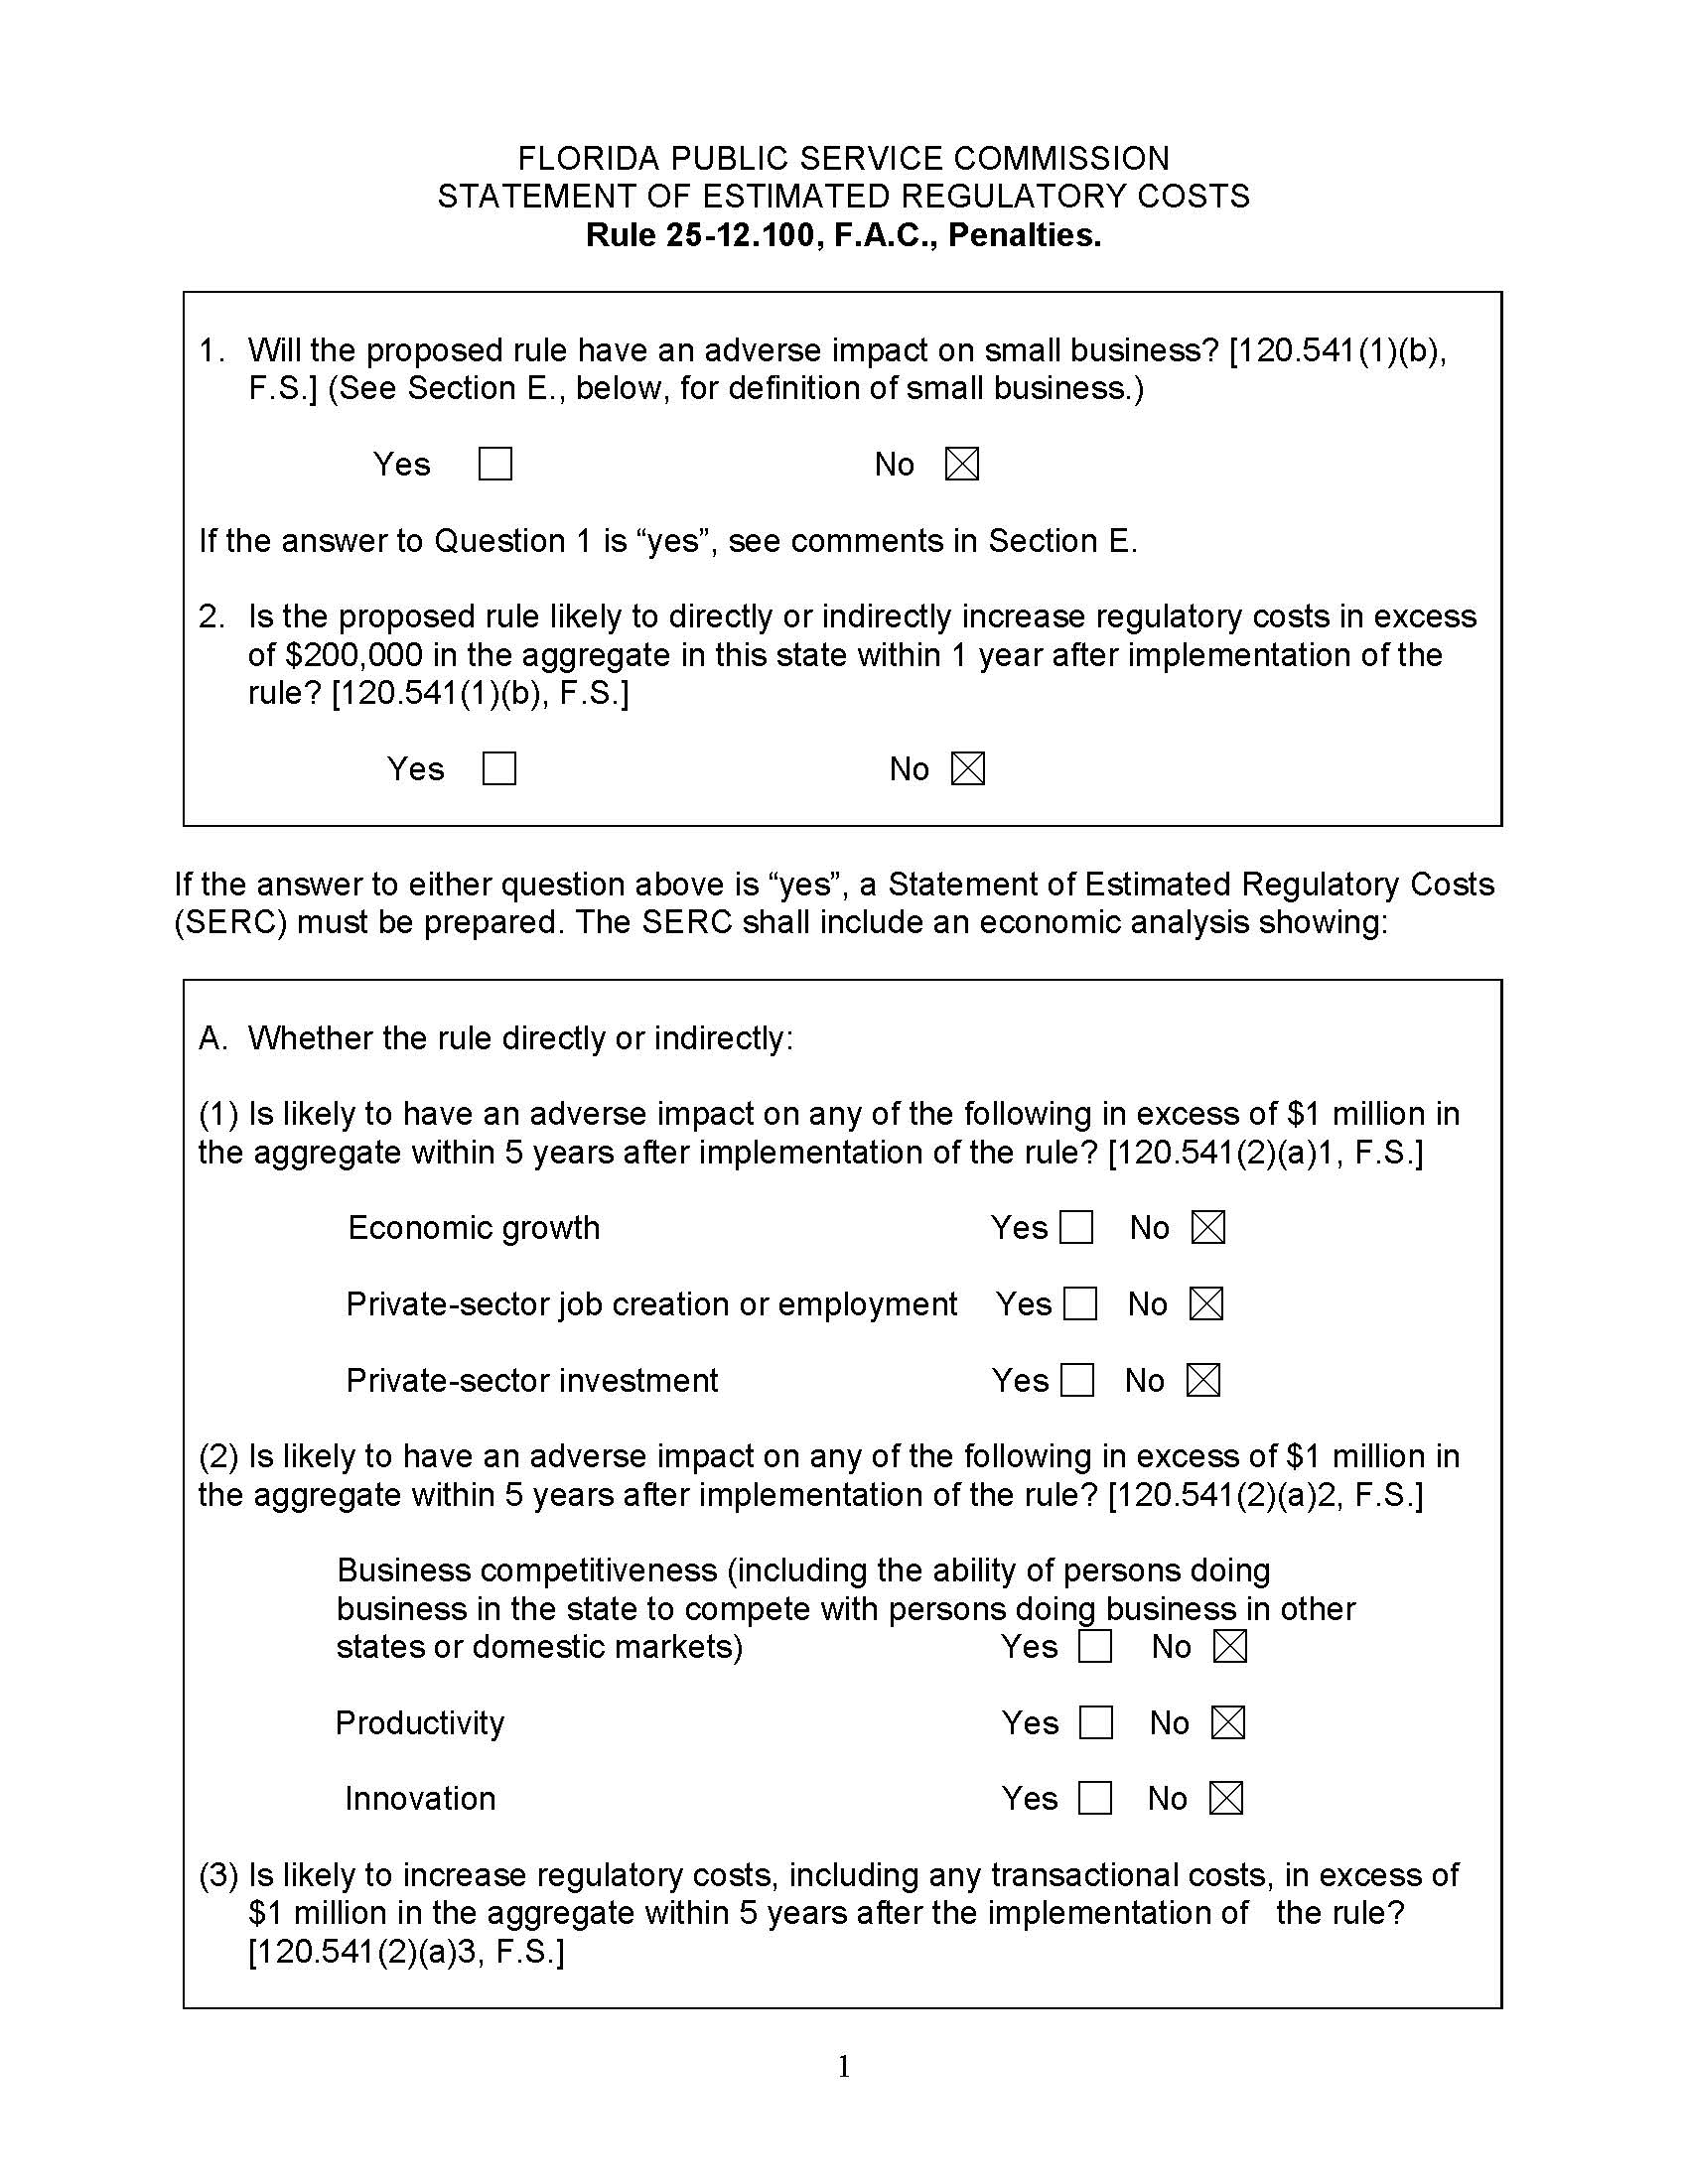 FLORIDA PUBLIC SERVICE COMMISSION
STATEMENT OF ESTIMATED REGULATORY COSTS
Rule 25-12.100, F.A.C., Penalties.
1. Will the proposed rule have an adverse impact on small business? [120.541(1)(b),
F.S.] (See Section E., below, for definition of small business.)
Yes ☐ No ☒
If the answer to Question 1 is “yes”, see comments in Section E.
2. Is the proposed rule likely to directly or indirectly increase regulatory costs in excess
of $200,000 in the aggregate in this state within 1 year after implementation of the
rule? [120.541(1)(b), F.S.]
Yes ☐ No ☒
If the answer to either question above is “yes”, a Statement of Estimated Regulatory Costs
(SERC) must be prepared. The SERC shall include an economic analysis showing:
A. Whether the rule directly or indirectly:
(1) Is likely to have an adverse impact on any of the following in excess of $1 million in
the aggregate within 5 years after implementation of the rule? [120.541(2)(a)1, F.S.]
Economic growth Yes ☐ No ☒
Private-sector job creation or employment Yes ☐ No ☒
Private-sector investment Yes ☐ No ☒
(2) Is likely to have an adverse impact on any of the following in excess of $1 million in
the aggregate within 5 years after implementation of the rule? [120.541(2)(a)2, F.S.]
Business competitiveness (including the ability of persons doing
business in the state to compete with persons doing business in other
states or domestic markets) Yes ☐ No ☒
Productivity Yes ☐ No ☒
Innovation Yes ☐ No ☒
(3) Is likely to increase regulatory costs, including any transactional costs, in excess of
$1 million in the aggregate within 5 years after the implementation of the rule?
[120.541(2)(a)3, F.S.]
1